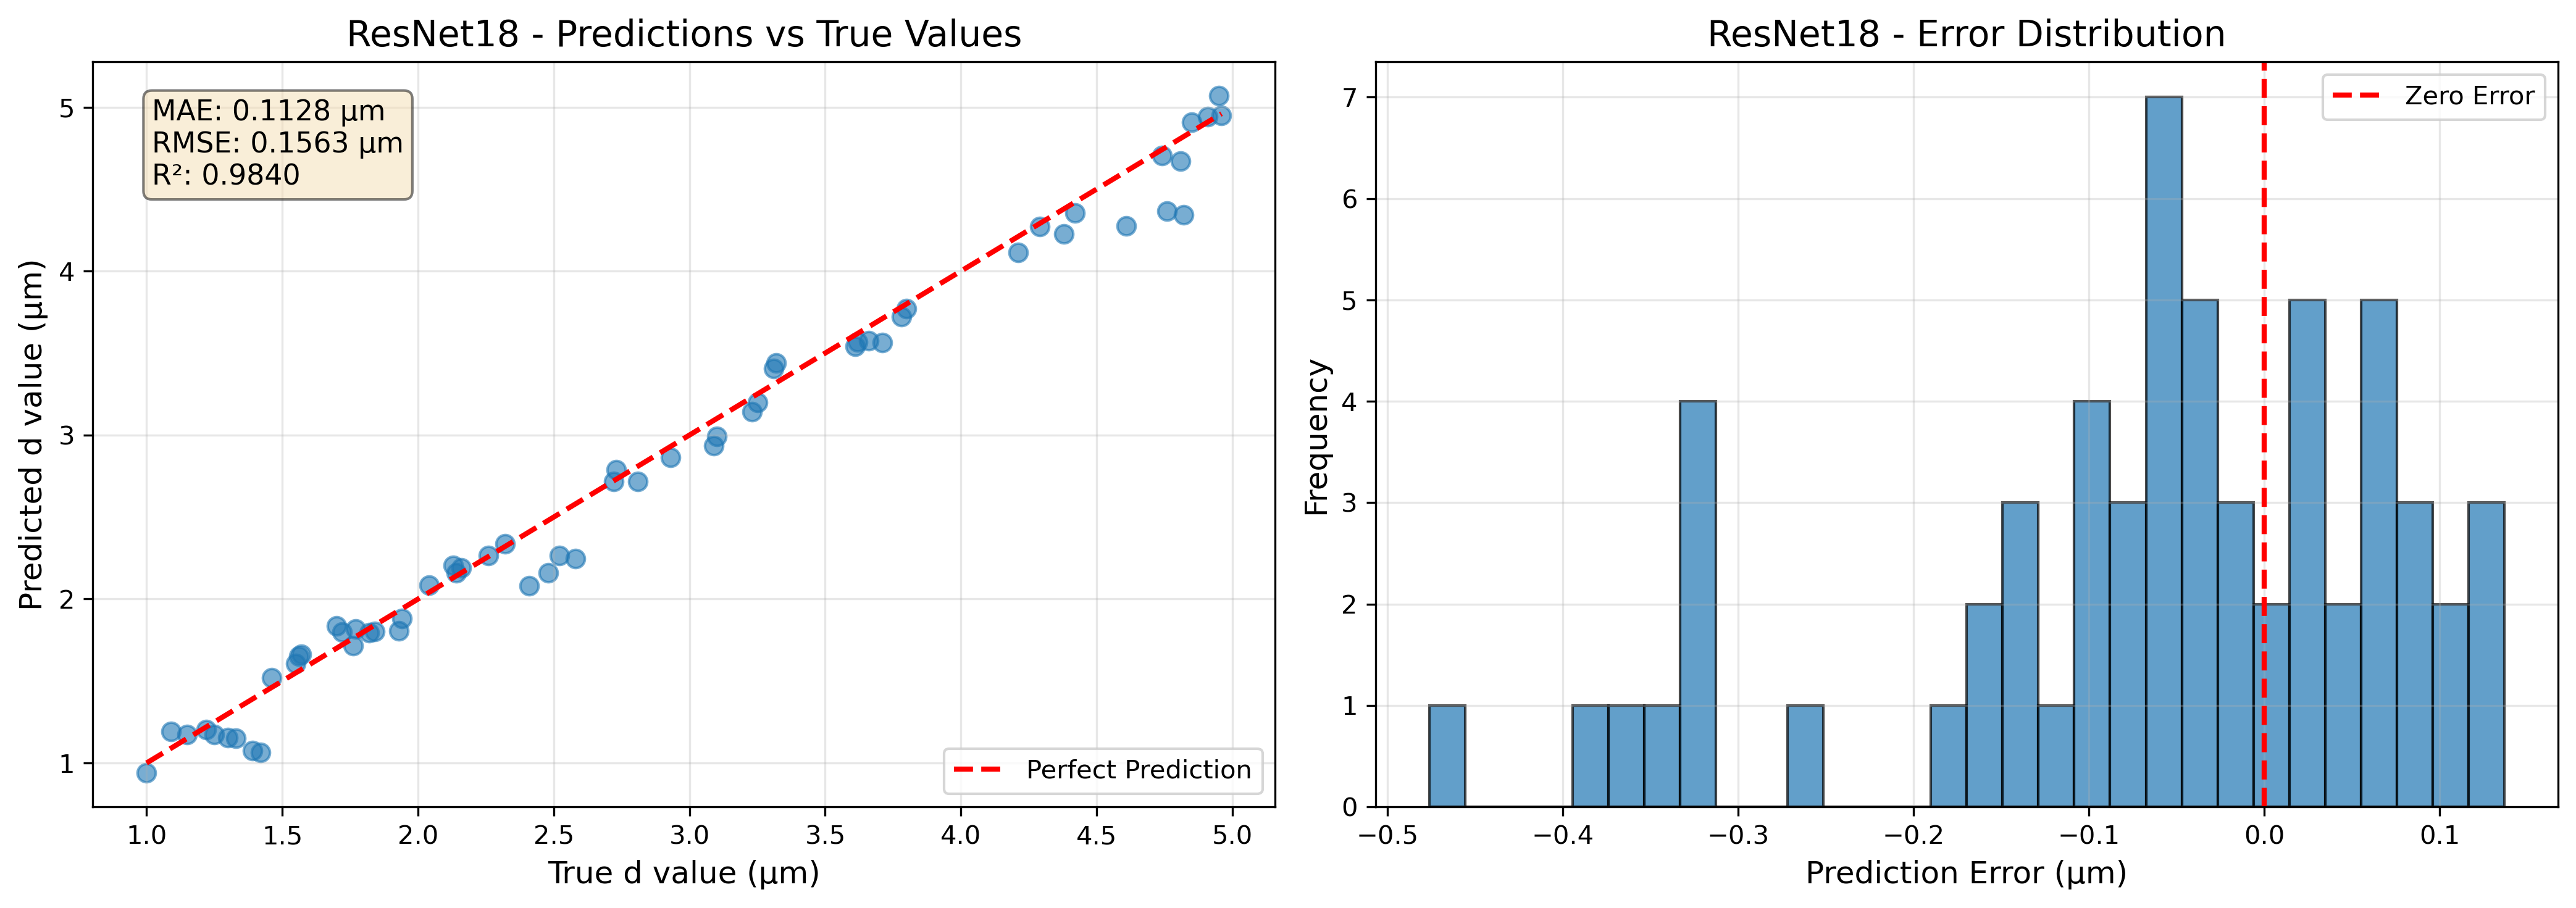 ResNet18 - Predictions vs True Values
MAE: 0.1128 μm
RMSE: 0.1563 μm
R²: 0.9840
Predicted d value (μm)
5
4
3
2
1
Perfect Prediction
1.0 1.5 2.0 2.5 3.0 3.5 4.0 4.5 5.0
True d value (μm)
ResNet18 - Error Distribution
Zero Error
Frequency
7
6
5
4
3
2
1
0
−0.5 −0.4 −0.3 −0.2 −0.1 0.0 0.1
Prediction Error (μm)